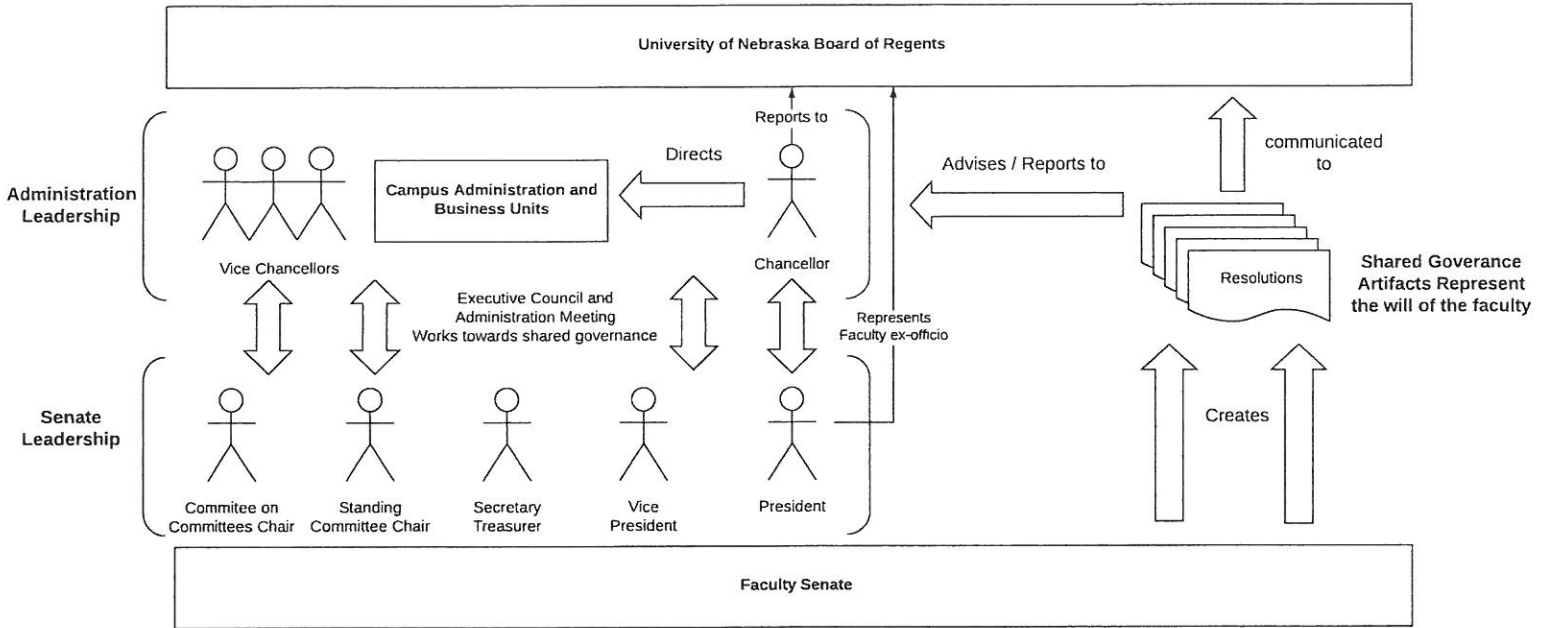 University of Nebraska Board of Regents
Reports to
Directs
communicated
to
Advises / Reports to
Administration
Leadership
Campus Administration and
Business Units
Vice Chancellors
Chancellor
Resolutions
Shared Goverance
Artifacts Represent
the will of the faculty
Executive Council and
Administration Meeting
Works towards shared governance
Represents
Faculty ex-officio
Senate
Leadership
Creates
Commitee on
Committees Chair
Standing
Committee Chair
Secretary
Treasurer
Vice
President
President
Faculty Senate